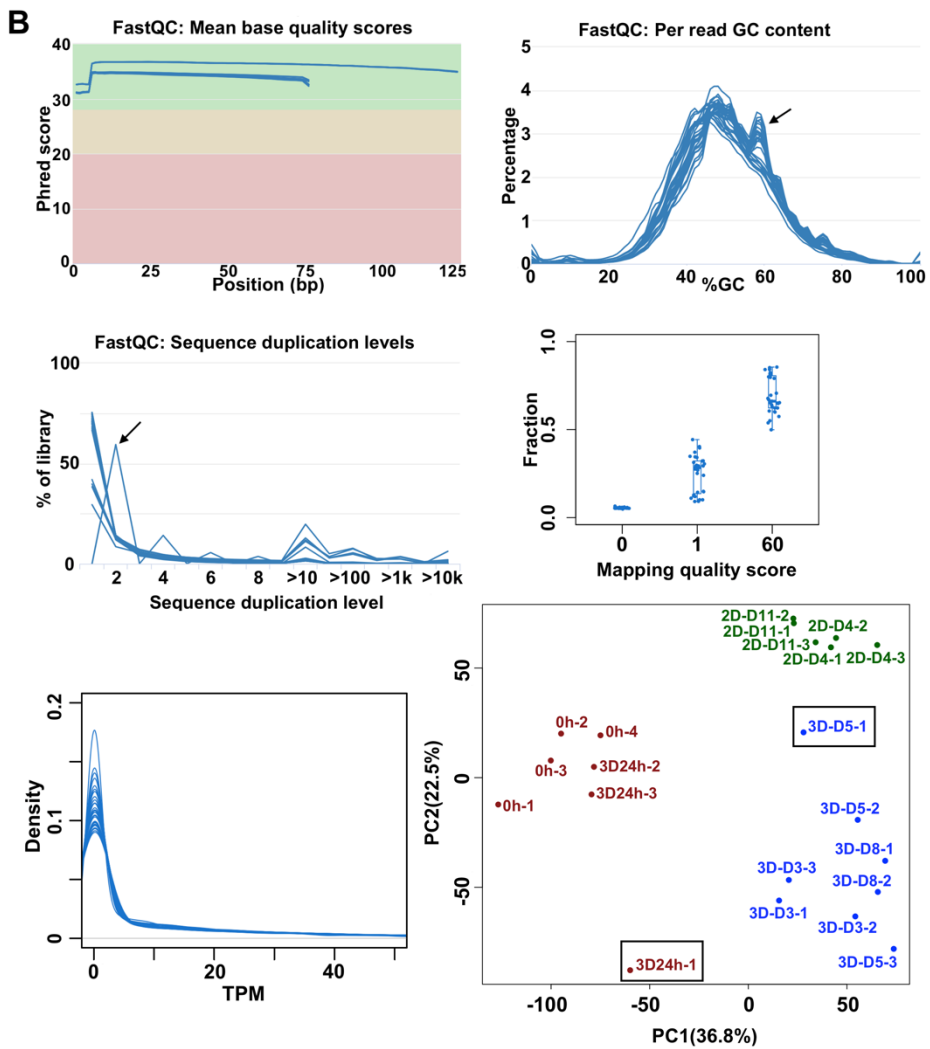 B
FastQC: Mean base quality scores
40
30
20
10
0
Phred score
0 25 50 75 100 125
Position (bp)
FastQC: Per read GC content
5
4
3
2
1
0
Percentage
0 20 40 60 80 100
%GC
FastQC: Sequence duplication levels
100
50
0
% of library
2 4 6 8 >10 >100 >1k >10k
Sequence duplication level
1.0
0.5
0.0
Fraction
0 1 60
Mapping quality score
0.2
0.1
0
Density
0 20 40
TPM
50
0
-50
PC2(22.5%)
2D-D11-2
2D-D11-1
2D-D4-2
2D-D11-3
2D-D4-1
2D-D4-3
3D-D5-1
0h-2
0h-4
0h-3
3D24h-2
3D24h-3
0h-1
3D-D5-2
3D-D8-1
3D-D3-3
3D-D8-2
3D-D3-1
3D-D3-2
3D-D5-3
3D24h-1
-100 -50 0 50
PC1(36.8%)